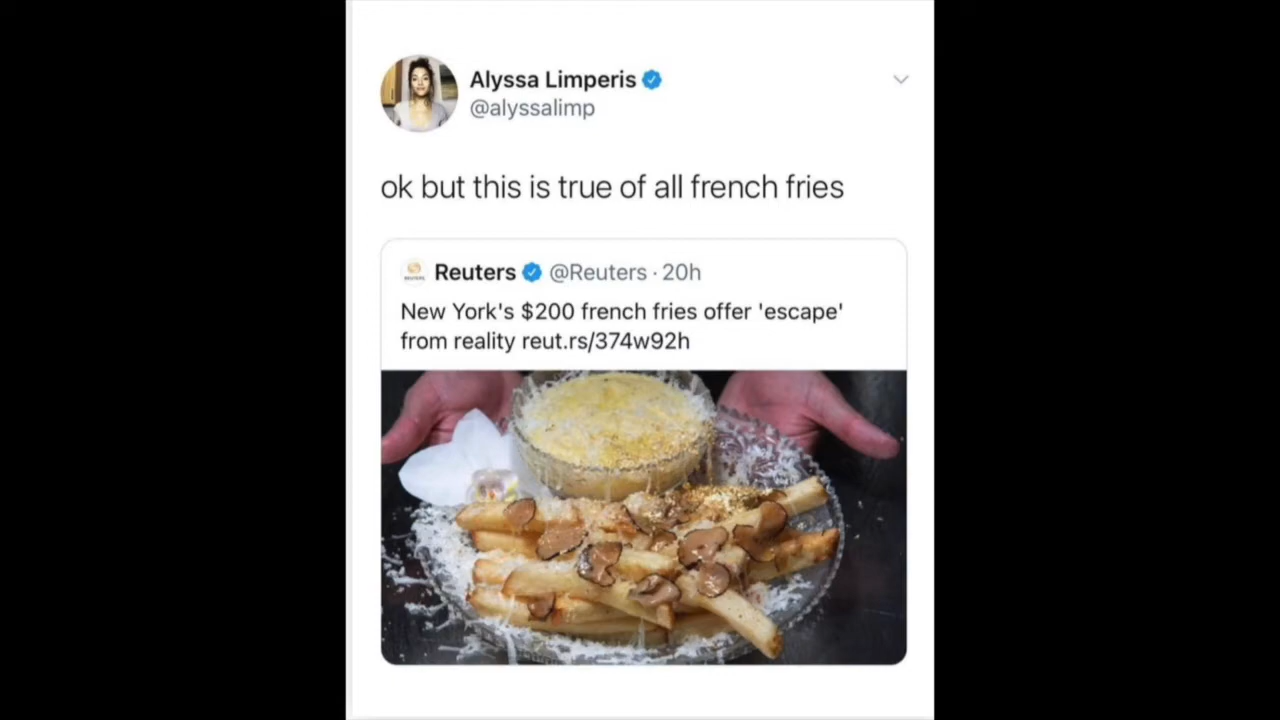 Alyssa Limperis
@alyssalimp
ok but this is true of all french fries
Reuters @Reuters · 20h
New York's $200 french fries offer 'escape'
from reality reut.rs/374w92h